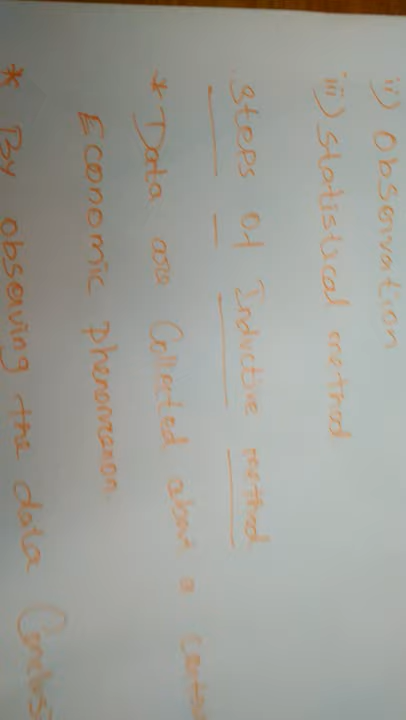 ii) Observation
iii) Statistical method
Steps of Inductive method
* Data are Collected about a
Economic phenomenon.
* By observing the data